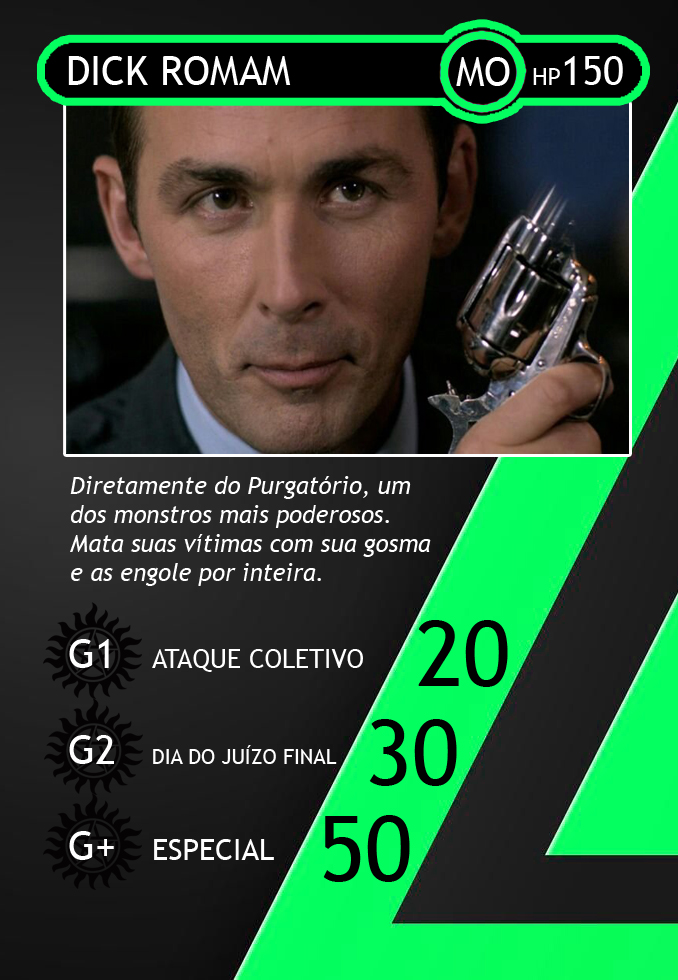 DICK ROMAM
MO
HP150
Diretamente do Purgatório, um
dos monstros mais poderosos.
Mata suas vítimas com sua gosma
e as engole por inteira.
G1 ATAQUE COLETIVO 20
G2 DIA DO JUÍZO FINAL 30
G+ ESPECIAL 50